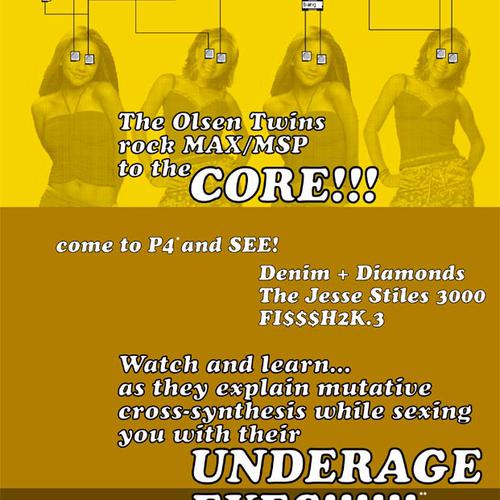 bang
The Olsen Twins
rock MAX/MSP
to the CORE!!!
come to P4* and SEE!
Denim + Diamonds
The Jesse Stiles 3000
FI$$$H2K.3
Watch and learn...
as they explain mutative
cross-synthesis while sexing
you with their
UNDERAGE